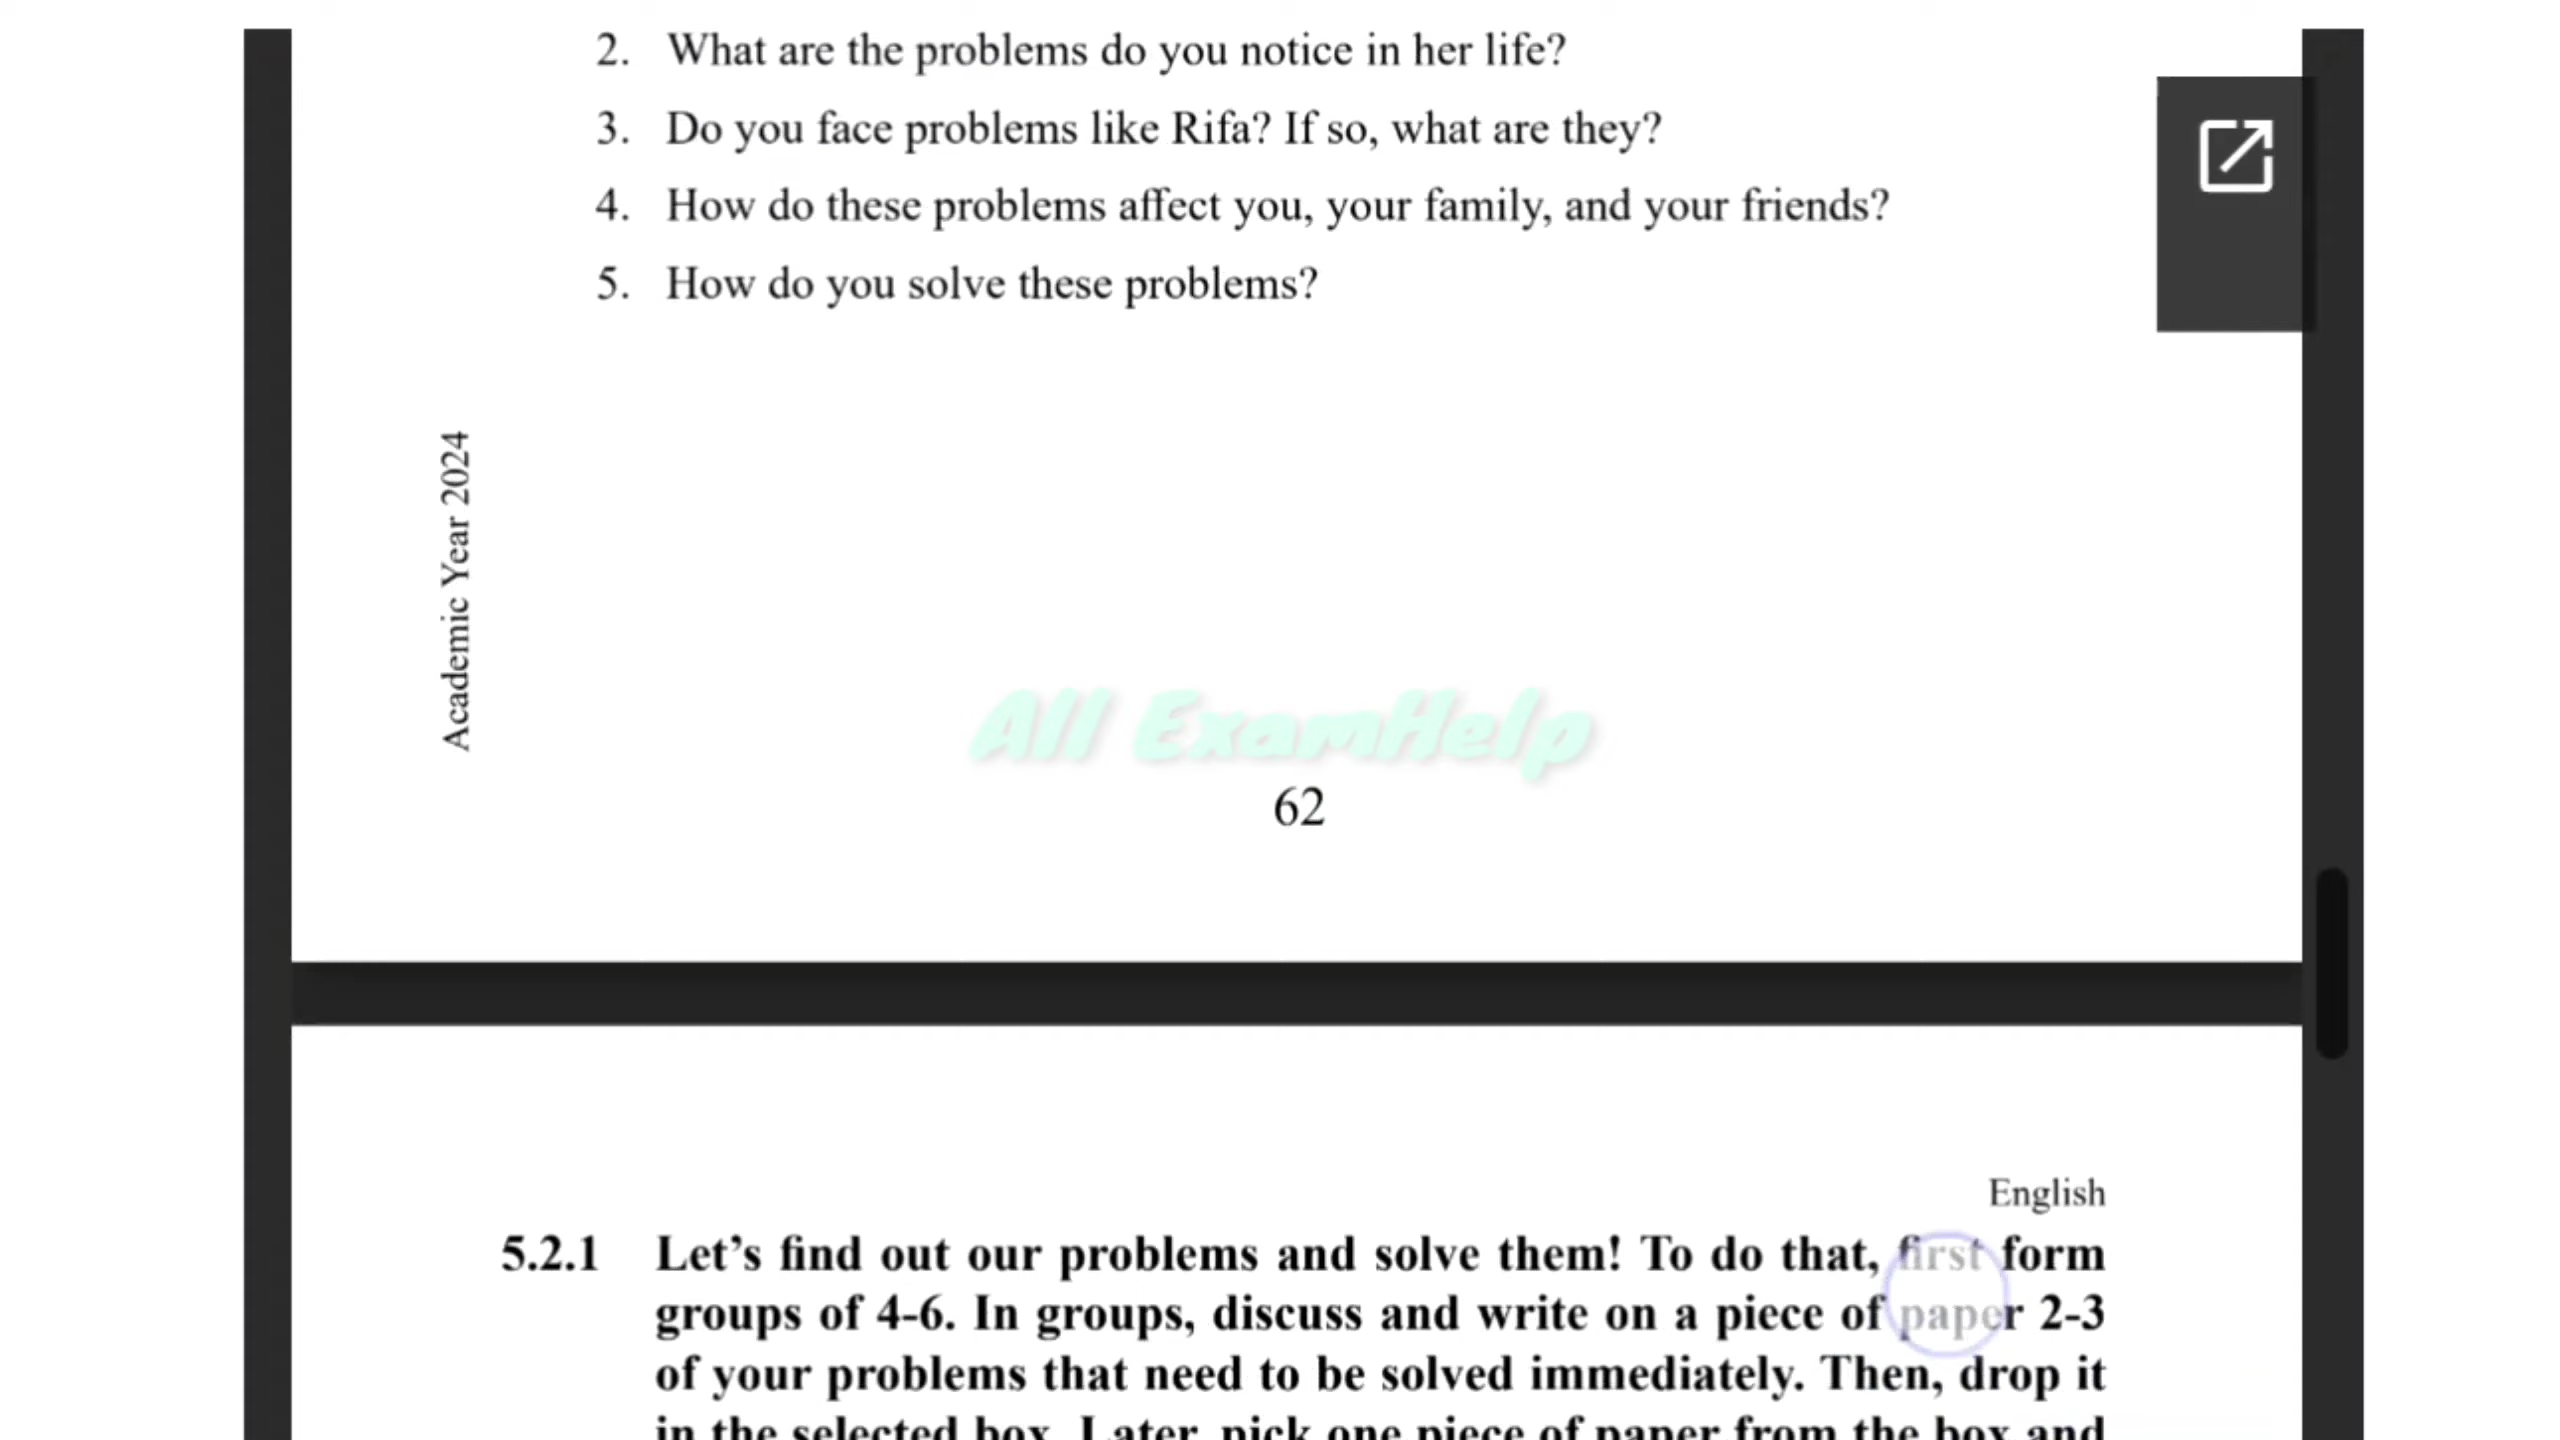 2. What are the problems do you notice in her life?
3. Do you face problems like Rifa? If so, what are they?
4. How do these problems affect you, your family, and your friends?
5. How do you solve these problems?
Academic Year 2024
All ExamHelp
62
English
5.2.1 Let's find out our problems and solve them! To do that, first form
groups of 4-6. In groups, discuss and write on a piece of paper 2-3
of your problems that need to be solved immediately. Then, drop it
in the selected box. Later, pick one piece of paper from the box and